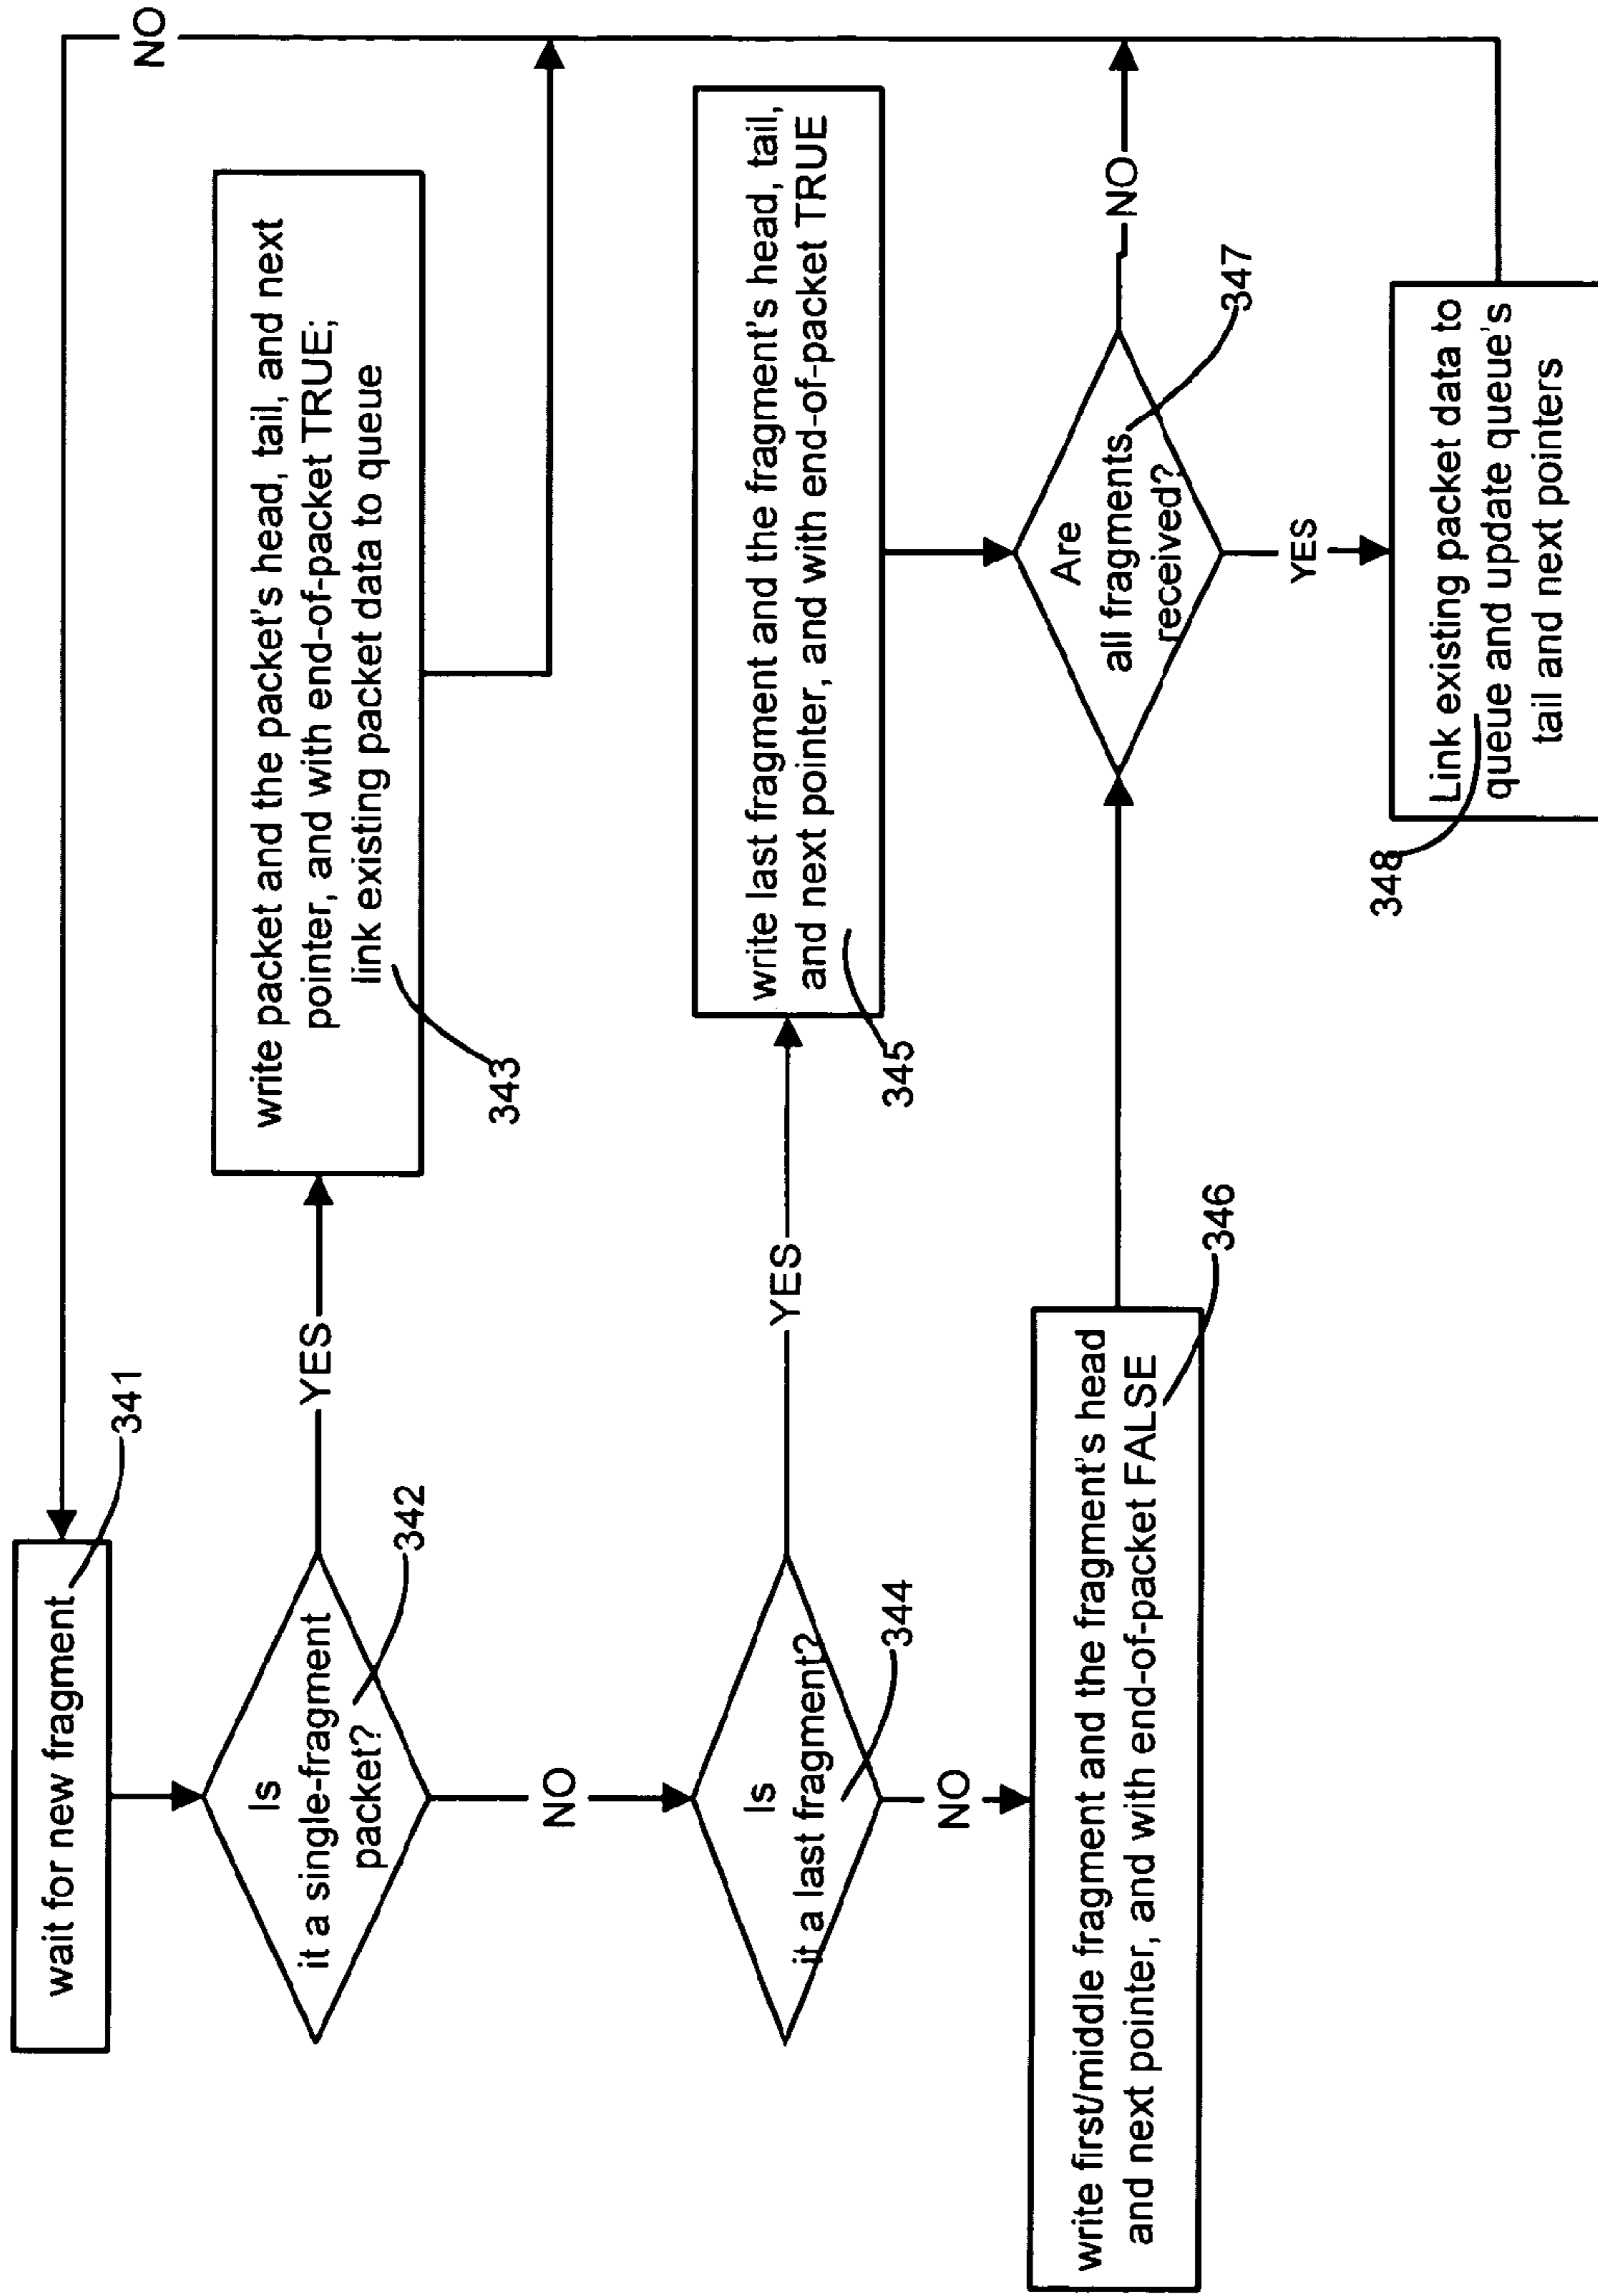 wait for new fragment
341
Is
it a single-fragment
packet?
342
YES
write packet and the packet's head, tail, and next
pointer, and with end-of-packet TRUE;
link existing packet data to queue
343
NO
NO
Is
it a last fragment?
344
YES
write last fragment and the fragment's head, tail,
and next pointer, and with end-of-packet TRUE
345
NO
write first/middle fragment and the fragment's head
and next pointer, and with end-of-packet FALSE
346
Are
all fragments
received?
347
NO
YES
Link existing packet data to
queue and update queue's
tail and next pointers
348